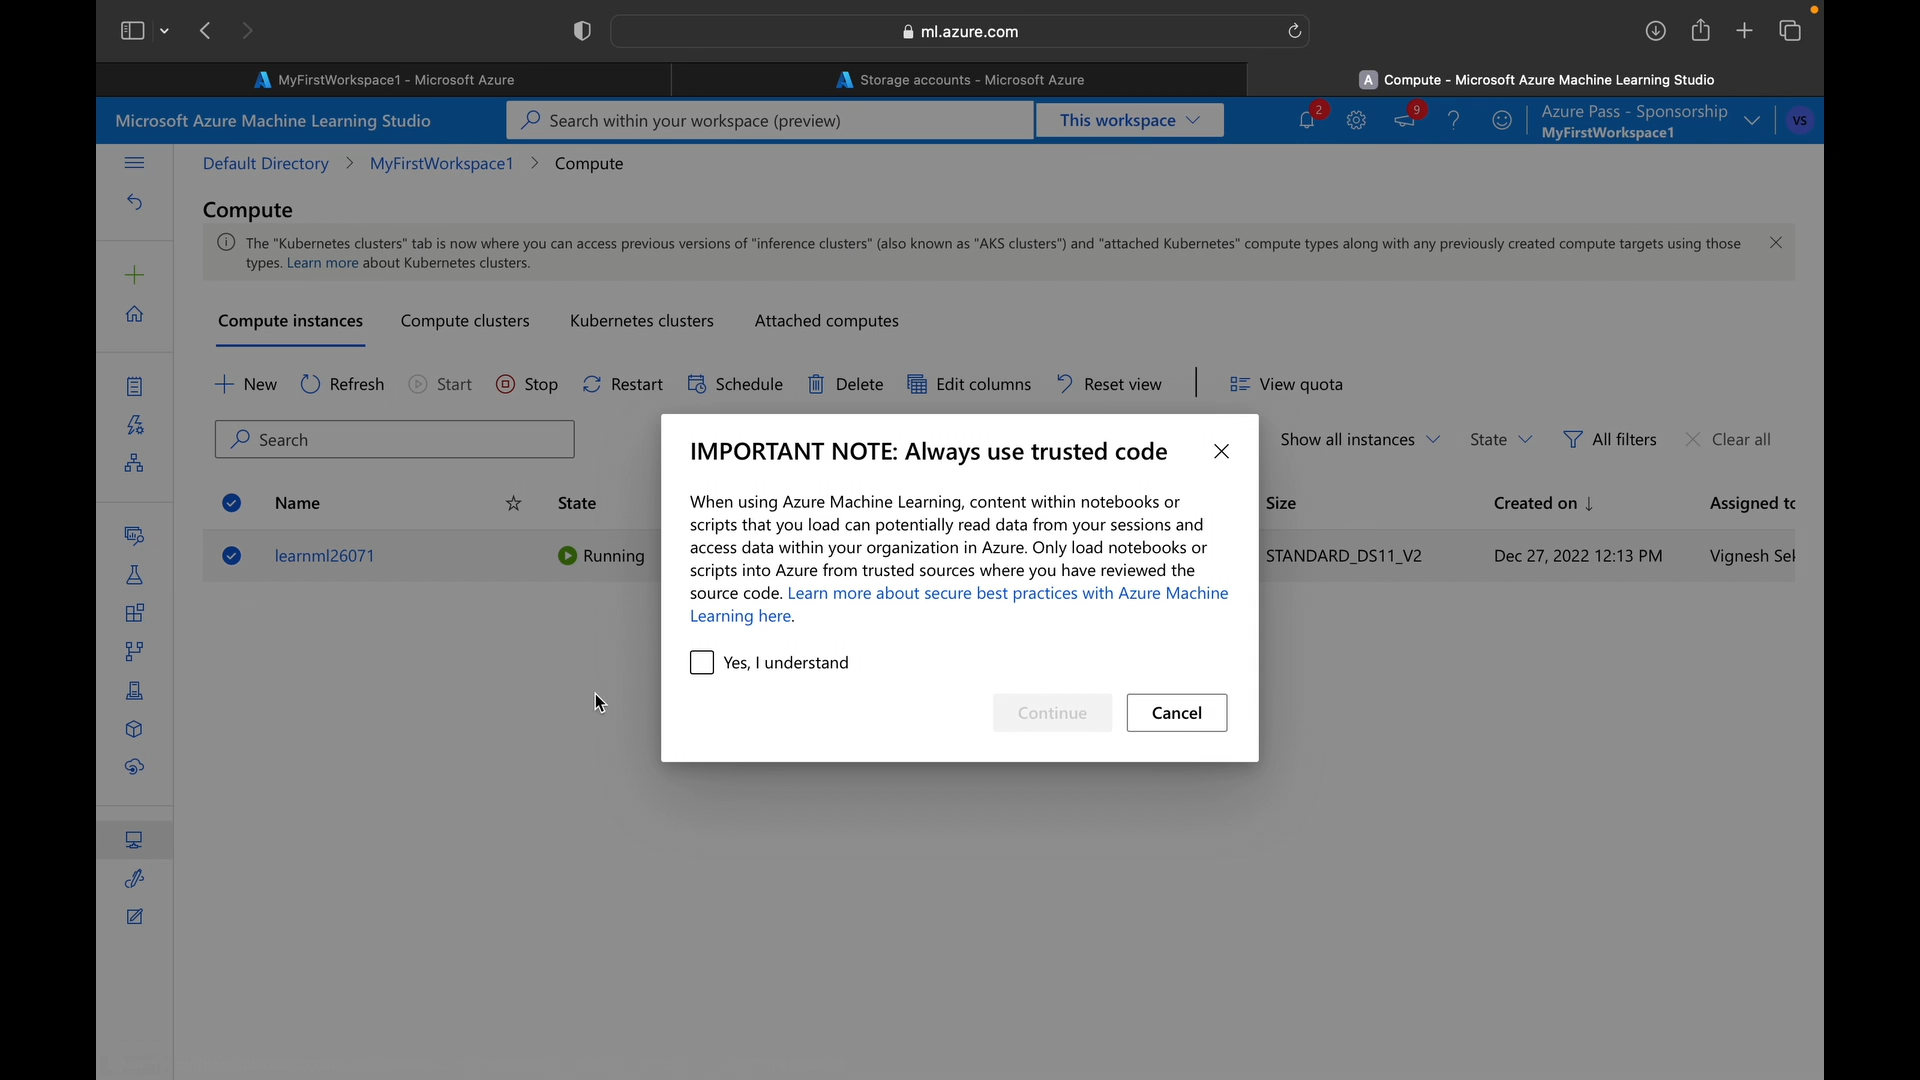 ml.azure.com
MyFirstWorkspace1 - Microsoft Azure
Storage accounts - Microsoft Azure
A Compute - Microsoft Azure Machine Learning Studio
Microsoft Azure Machine Learning Studio
Search within your workspace (preview)
This workspace
2
9
Azure Pass - Sponsorship
MyFirstWorkspace1
VS
Default Directory > MyFirstWorkspace1 > Compute
Compute
The "Kubernetes clusters" tab is now where you can access previous versions of "inference clusters" (also known as "AKS clusters") and "attached Kubernetes" compute types along with any previously created compute targets using those
types. Learn more about Kubernetes clusters.
Compute instances Compute clusters Kubernetes clusters Attached computes
New Refresh Start Stop Restart Schedule Delete Edit columns Reset view View quota
Search
Show all instances State All filters Clear all
Name State Size Created on ↓ Assigned to
learnml26071 Running STANDARD_DS11_V2 Dec 27, 2022 12:13 PM Vignesh Sek
IMPORTANT NOTE: Always use trusted code
When using Azure Machine Learning, content within notebooks or
scripts that you load can potentially read data from your sessions and
access data within your organization in Azure. Only load notebooks or
scripts into Azure from trusted sources where you have reviewed the
source code. Learn more about secure best practices with Azure Machine
Learning here.
Yes, I understand
Continue Cancel